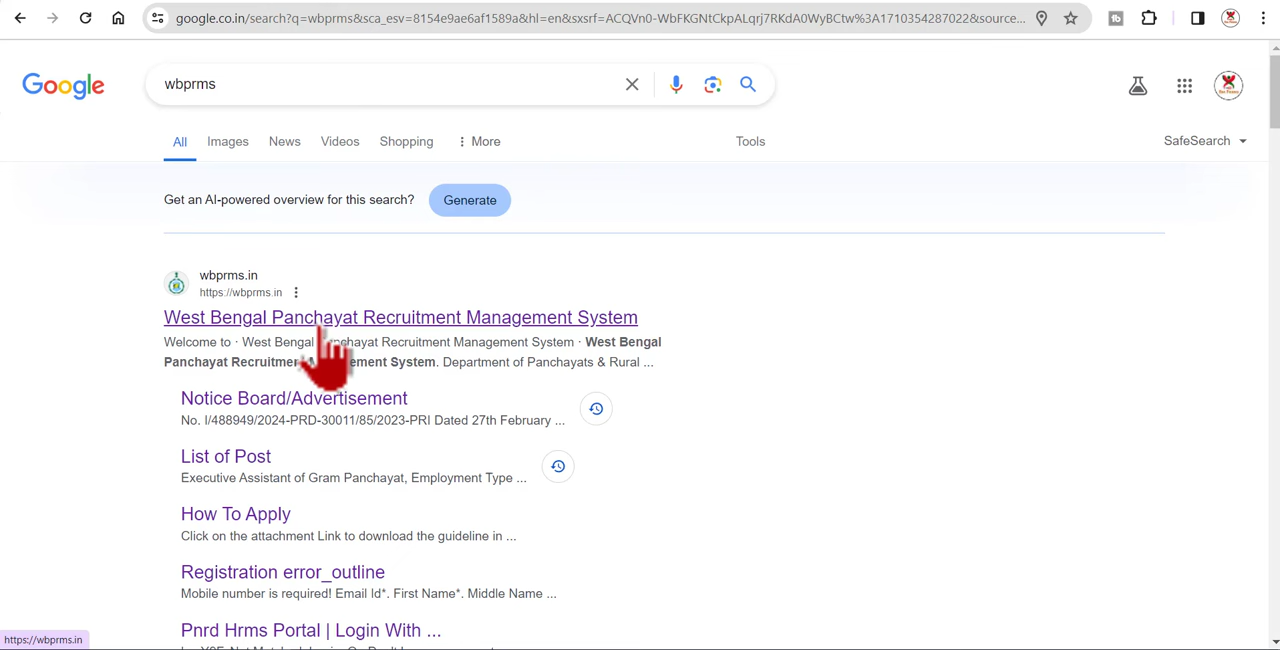 google.co.in/search?q=wbprms&sca_esv=8154e9ae6af1589a&hl=en&sxsrf=ACQVn0-WbFKGNtCkpALqrj7RKdA0WyBCtw%3A1710354287022&source...
Google
wbprms
All Images News Videos Shopping More Tools SafeSearch
Get an AI-powered overview for this search? Generate
wbprms.in
https://wbprms.in
West Bengal Panchayat Recruitment Management System
Welcome to · West Bengal Panchayat Recruitment Management System · West Bengal
Panchayat Recruitment Management System. Department of Panchayats & Rural ...
Notice Board/Advertisement
No. I/488949/2024-PRD-30011/85/2023-PRI Dated 27th February ...
List of Post
Executive Assistant of Gram Panchayat, Employment Type ...
How To Apply
Click on the attachment Link to download the guideline in ...
Registration error_outline
Mobile number is required! Email Id*. First Name*. Middle Name ...
Pnrd Hrms Portal | Login With ...
https://wbprms.in